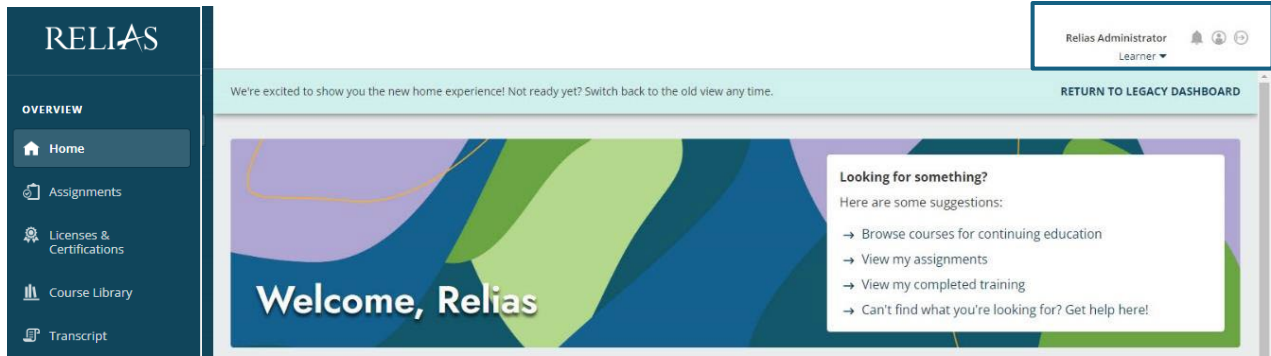 RELIAS
OVERVIEW
Home
Assignments
Licenses &
Certifications
Course Library
Transcript
Relias Administrator
Learner
We're excited to show you the new home experience! Not ready yet? Switch back to the old view any time.
RETURN TO LEGACY DASHBOARD
Welcome, Relias
Looking for something?
Here are some suggestions:
→ Browse courses for continuing education
→ View my assignments
→ View my completed training
→ Can't find what you're looking for? Get help here!